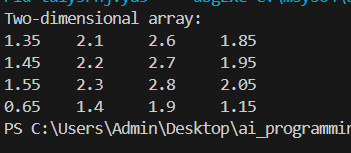 Two-dimensional array:
1.35 2.1 2.6 1.85
1.45 2.2 2.7 1.95
1.55 2.3 2.8 2.05
0.65 1.4 1.9 1.15
PS C:\Users\Admin\Desktop\ai_programmin